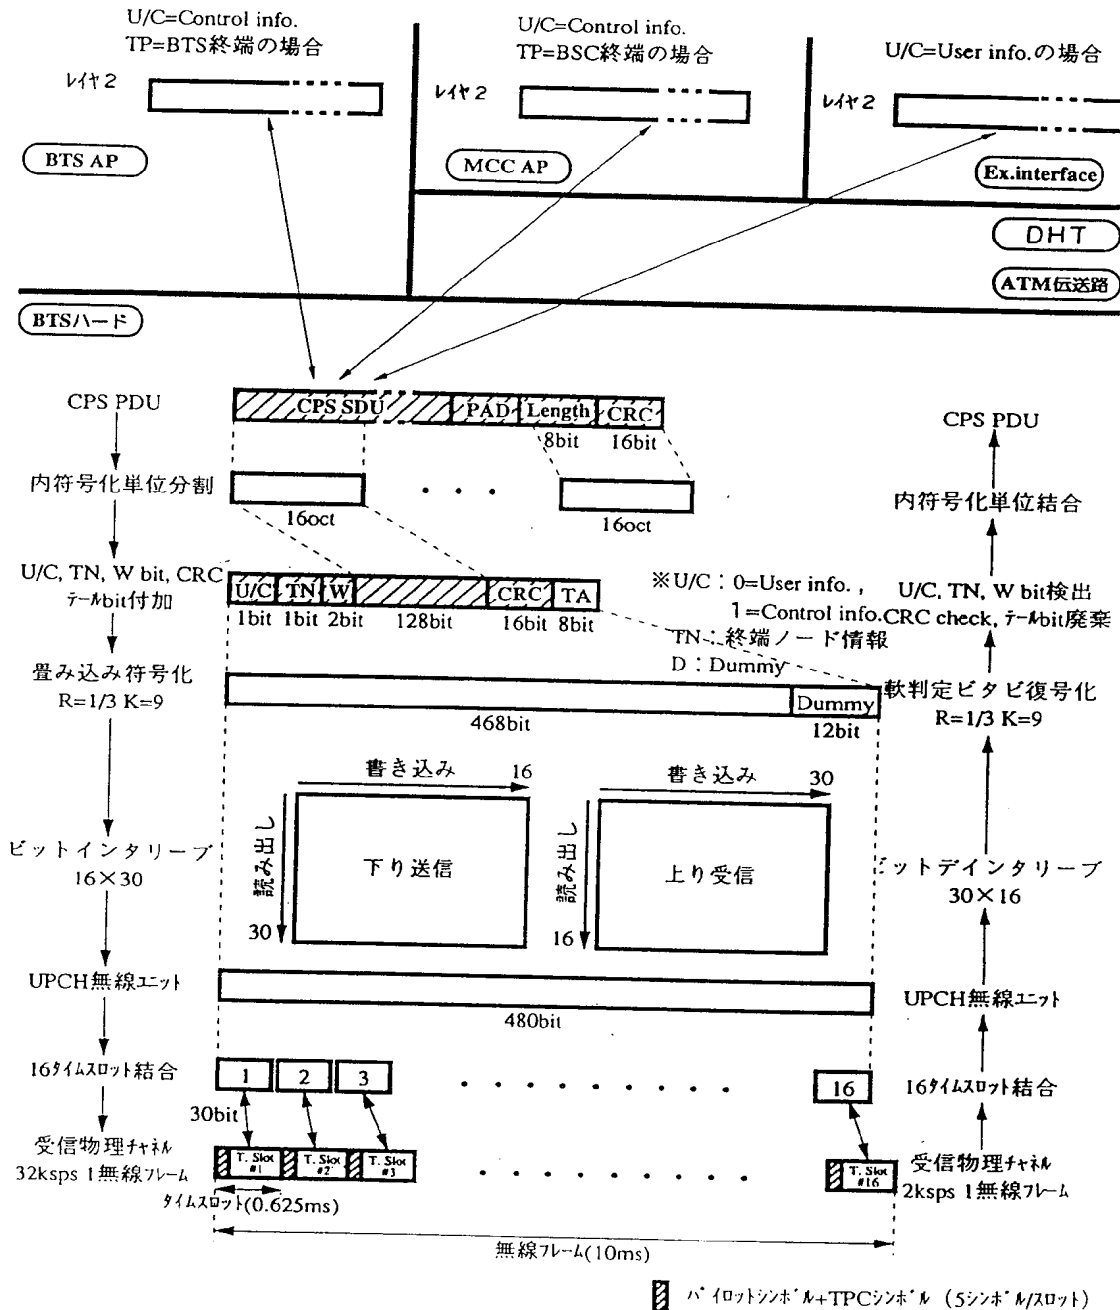 U/C=Control info.
TP=BTS終端の場合
U/C=Control info.
TP=BSC終端の場合
U/C=User info.の場合
ﾚｲﾔ2
ﾚｲﾔ2
ﾚｲﾔ2
BTS AP
MCC AP
Ex.interface
DHT
ATM伝送路
BTSハード
CPS PDU
CPS SDU
PAD
Length
CRC
8bit
16bit
CPS PDU
内符号化単位分割
16oct
・・・
16oct
内符号化単位結合
U/C, TN, W bit, CRC
ﾃｰﾙbit付加
U/C
TN
W
CRC
TA
1bit
1bit
2bit
128bit
16bit
8bit
※U/C：0=User info.，
1=Control info.
TN：終端ノード情報
D：Dummy
U/C, TN, W bit検出
CRC check, ﾃｰﾙbit廃棄
畳み込み符号化
R=1/3 K=9
Dummy
468bit
12bit
軟判定ビタビ復号化
R=1/3 K=9
書き込み
16
書き込み
30
読み出し
下り送信
30
読み出し
上り受信
16
ビットインタリーブ
16×30
ットデインタリーブ
30×16
UPCH無線ﾕﾆｯﾄ
480bit
UPCH無線ﾕﾆｯﾄ
16ﾀｲﾑｽﾛｯﾄ結合
1
2
3
16
16ﾀｲﾑｽﾛｯﾄ結合
30bit
受信物理ﾁｬﾈﾙ
32ksps 1無線ﾌﾚｰﾑ
T. Slot
#1
T. Slot
#2
T. Slot
#3
T. Slot
#16
受信物理ﾁｬﾈﾙ
2ksps 1無線ﾌﾚｰﾑ
ﾀｲﾑｽﾛｯﾄ(0.625ms)
無線ﾌﾚｰﾑ(10ms)
ﾊﾟｲﾛｯﾄｼﾝﾎﾞﾙ+TPCｼﾝﾎﾞﾙ（5ｼﾝﾎﾞﾙ/ｽﾛｯﾄ）